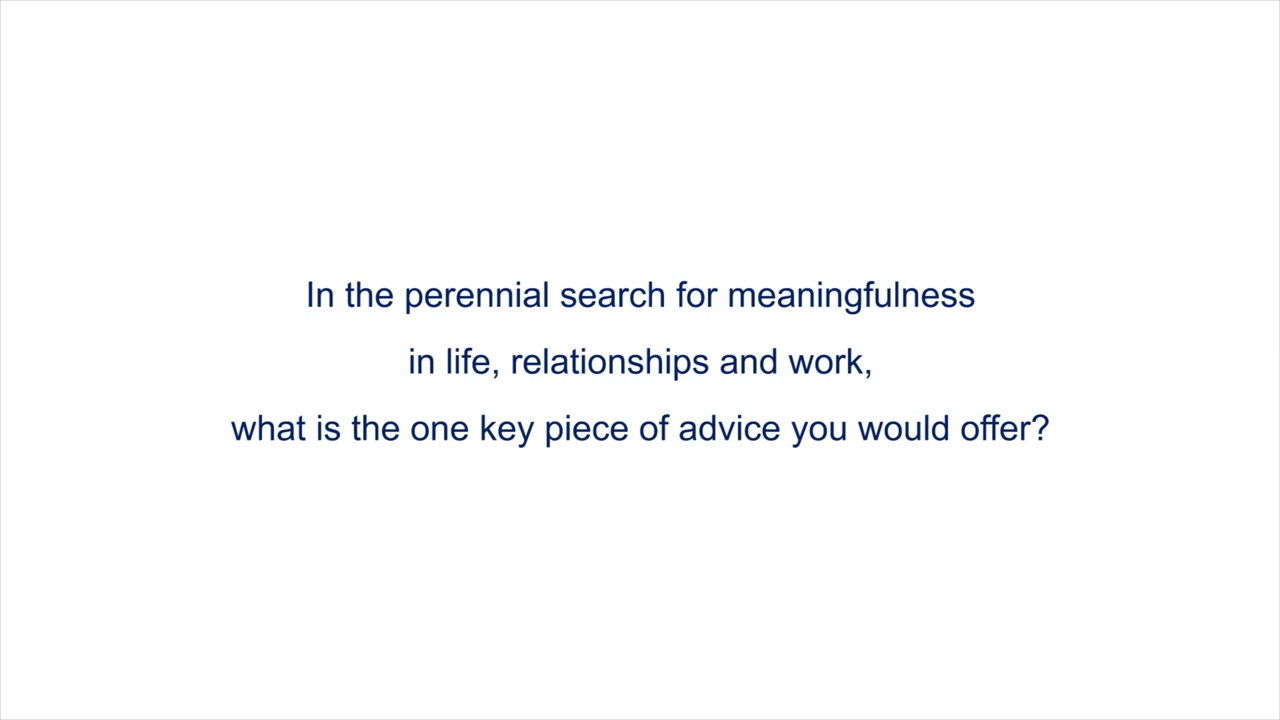 In the perennial search for meaningfulness
in life, relationships and work,
what is the one key piece of advice you would offer?